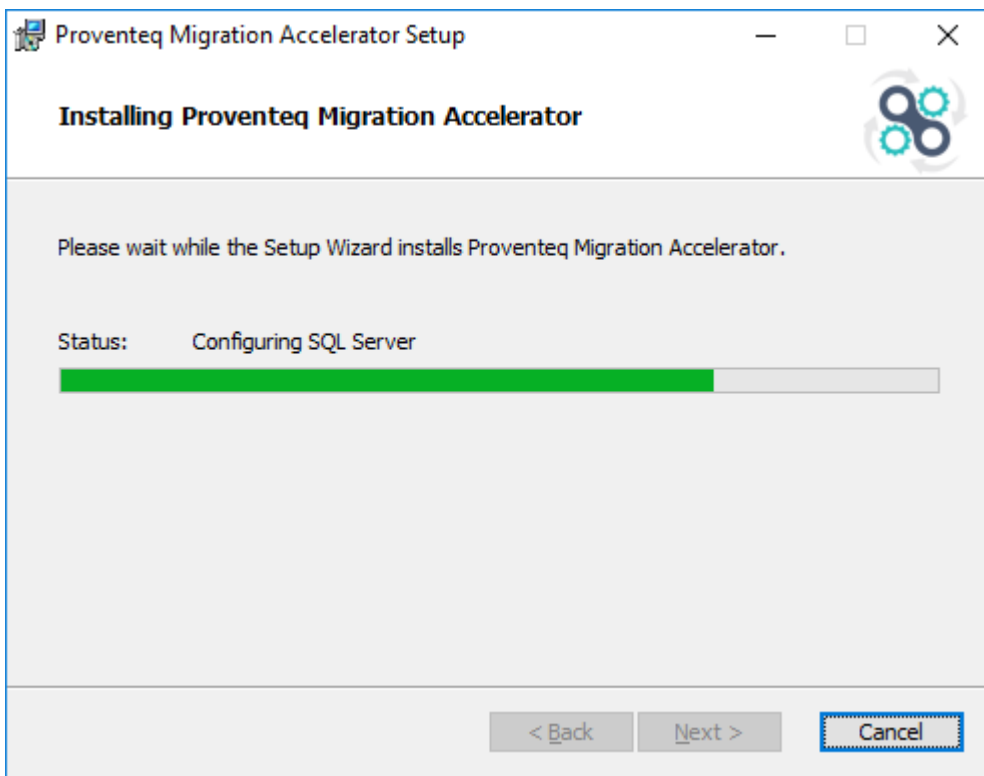 Proventeq Migration Accelerator Setup
Installing Proventeq Migration Accelerator
Please wait while the Setup Wizard installs Proventeq Migration Accelerator.
Status: Configuring SQL Server
< Back Next > Cancel